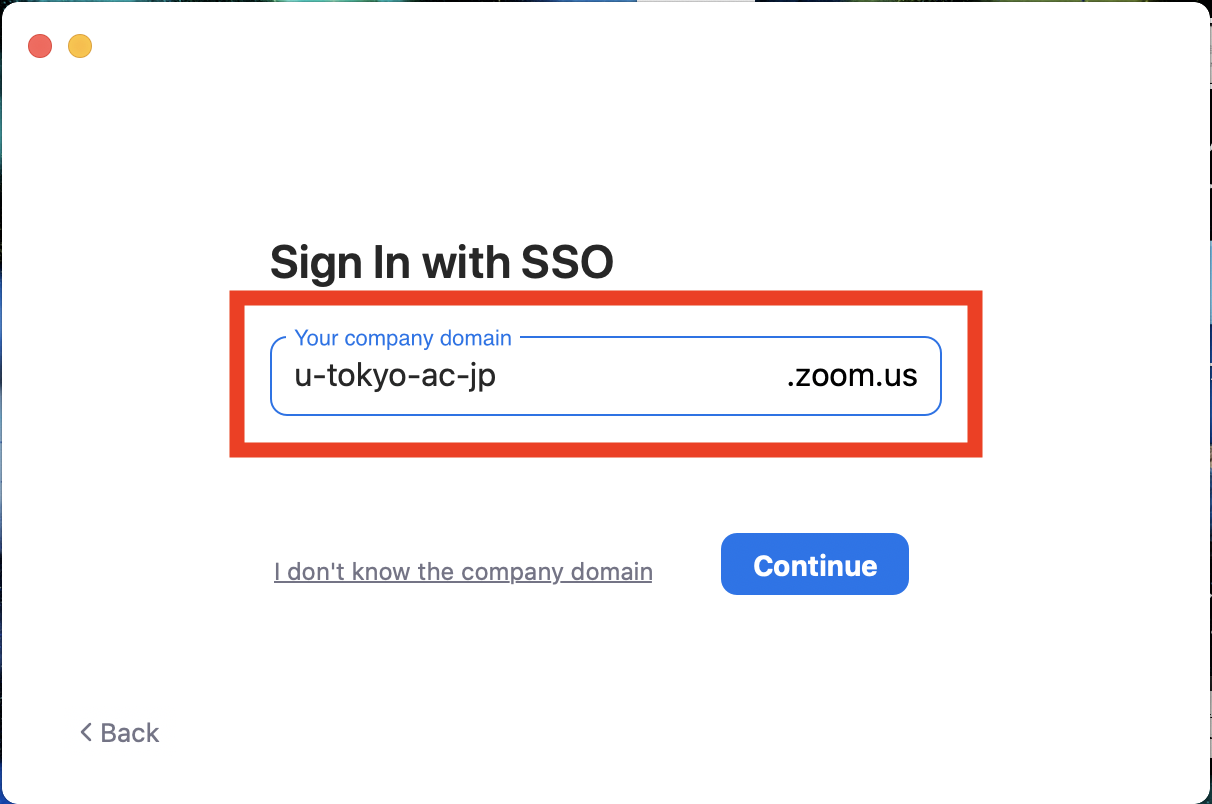 Sign In with SSO
Your company domain
u-tokyo-ac-jp .zoom.us
I don't know the company domain
Continue
< Back